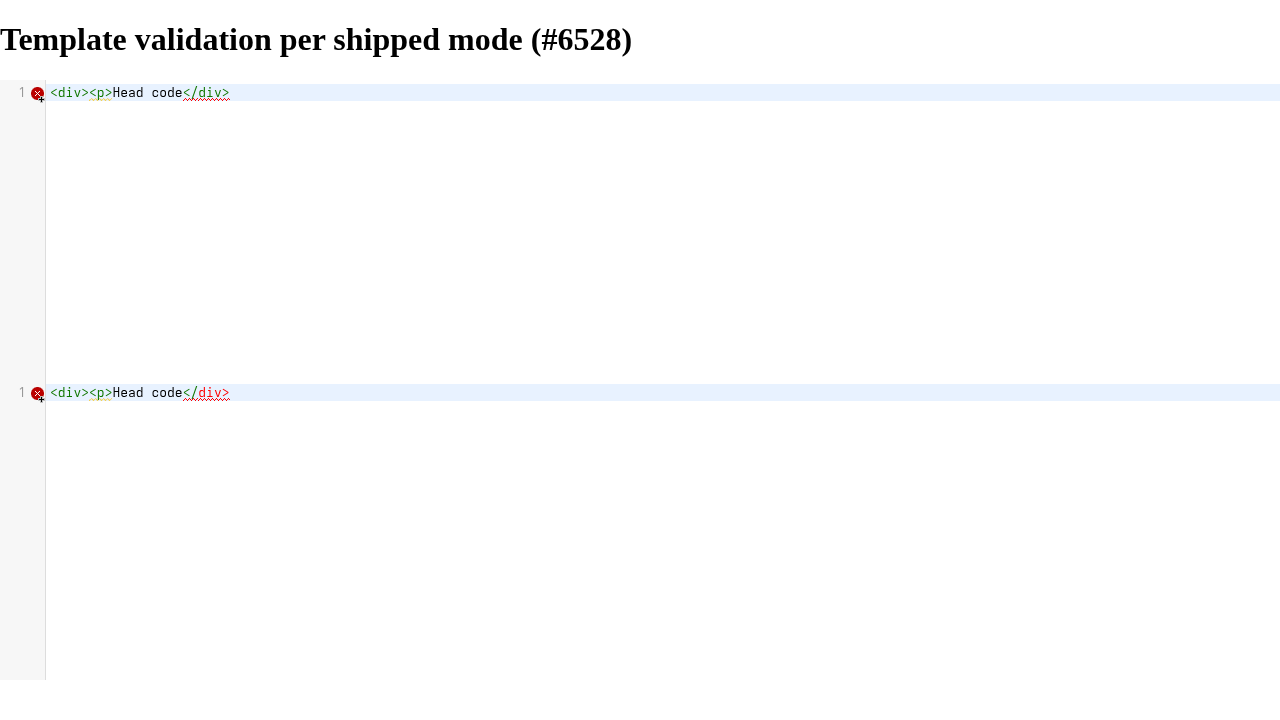 Template validation per shipped mode (#6528)
1 <div><p>Head code</div>
1 <div><p>Head code</div>